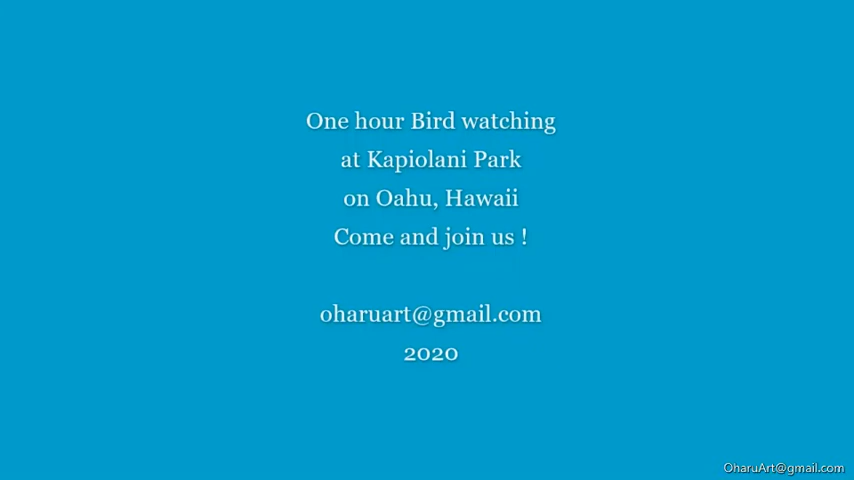 One hour Bird watching
at Kapiolani Park
on Oahu, Hawaii
Come and join us !
oharuart@gmail.com
2020
OharuArt@gmail.com